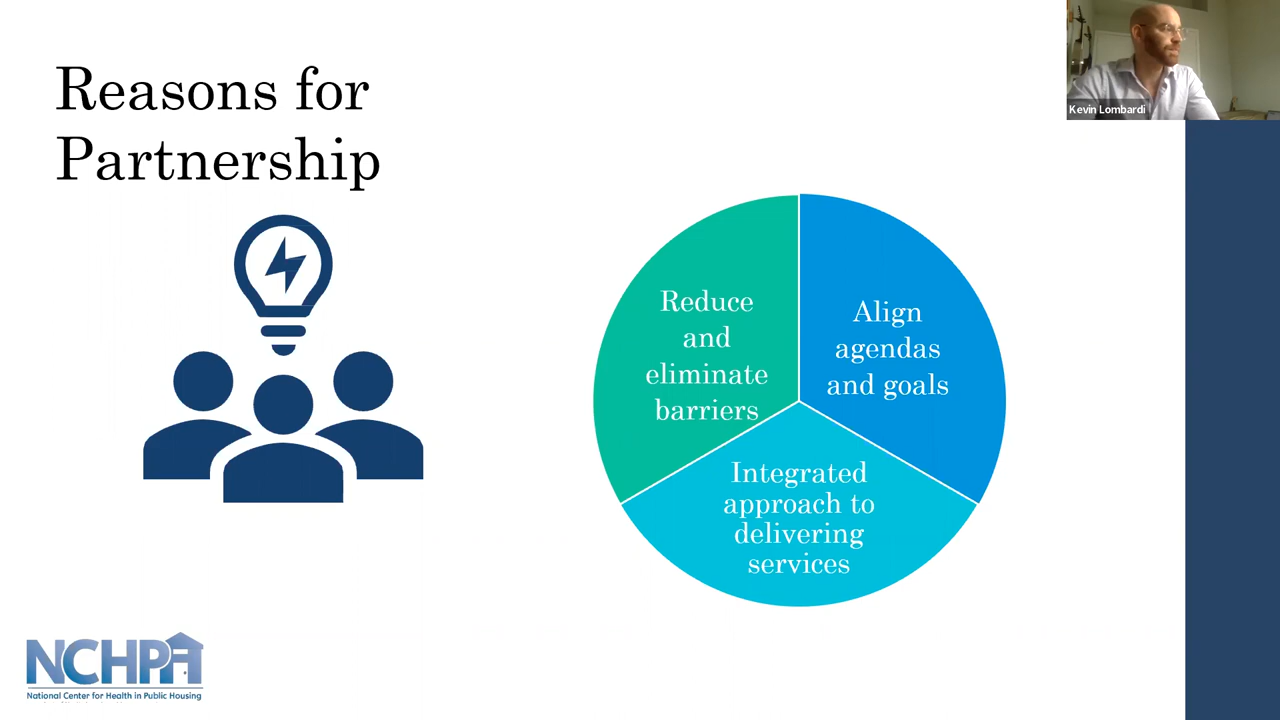 Reasons for
Partnership
Kevin Lombardi
Reduce
and
eliminate
barriers
Align
agendas
and goals
Integrated
approach to
delivering
services
NCHPH
National Center for Health in Public Housing